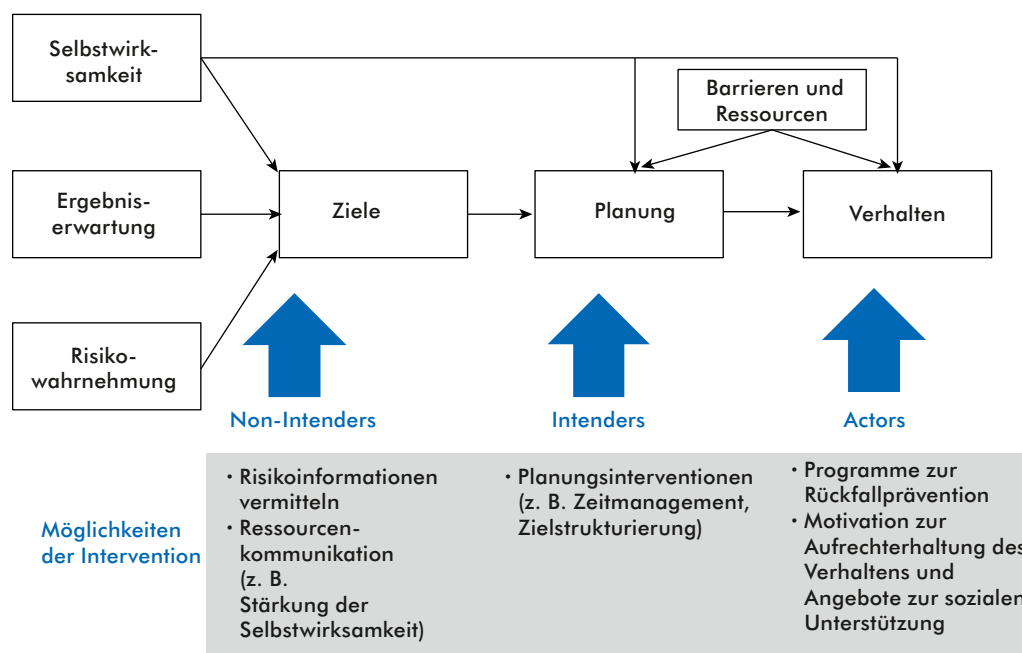 Selbstwirk-
samkeit
Barrieren und
Ressourcen
Ergebnis-
erwartung
Ziele
Planung
Verhalten
Risiko-
wahrnehmung
Non-Intenders
Intenders
Actors
Möglichkeiten
der Intervention
· Risikoinformationen
vermitteln
· Ressourcen-
kommunikation
(z. B.
Stärkung der
Selbstwirksamkeit)
· Planungsinterventionen
(z. B. Zeitmanagement,
Zielstrukturierung)
· Programme zur
Rückfallprävention
· Motivation zur
Aufrechterhaltung des
Verhaltens und
Angebote zur sozialen
Unterstützung